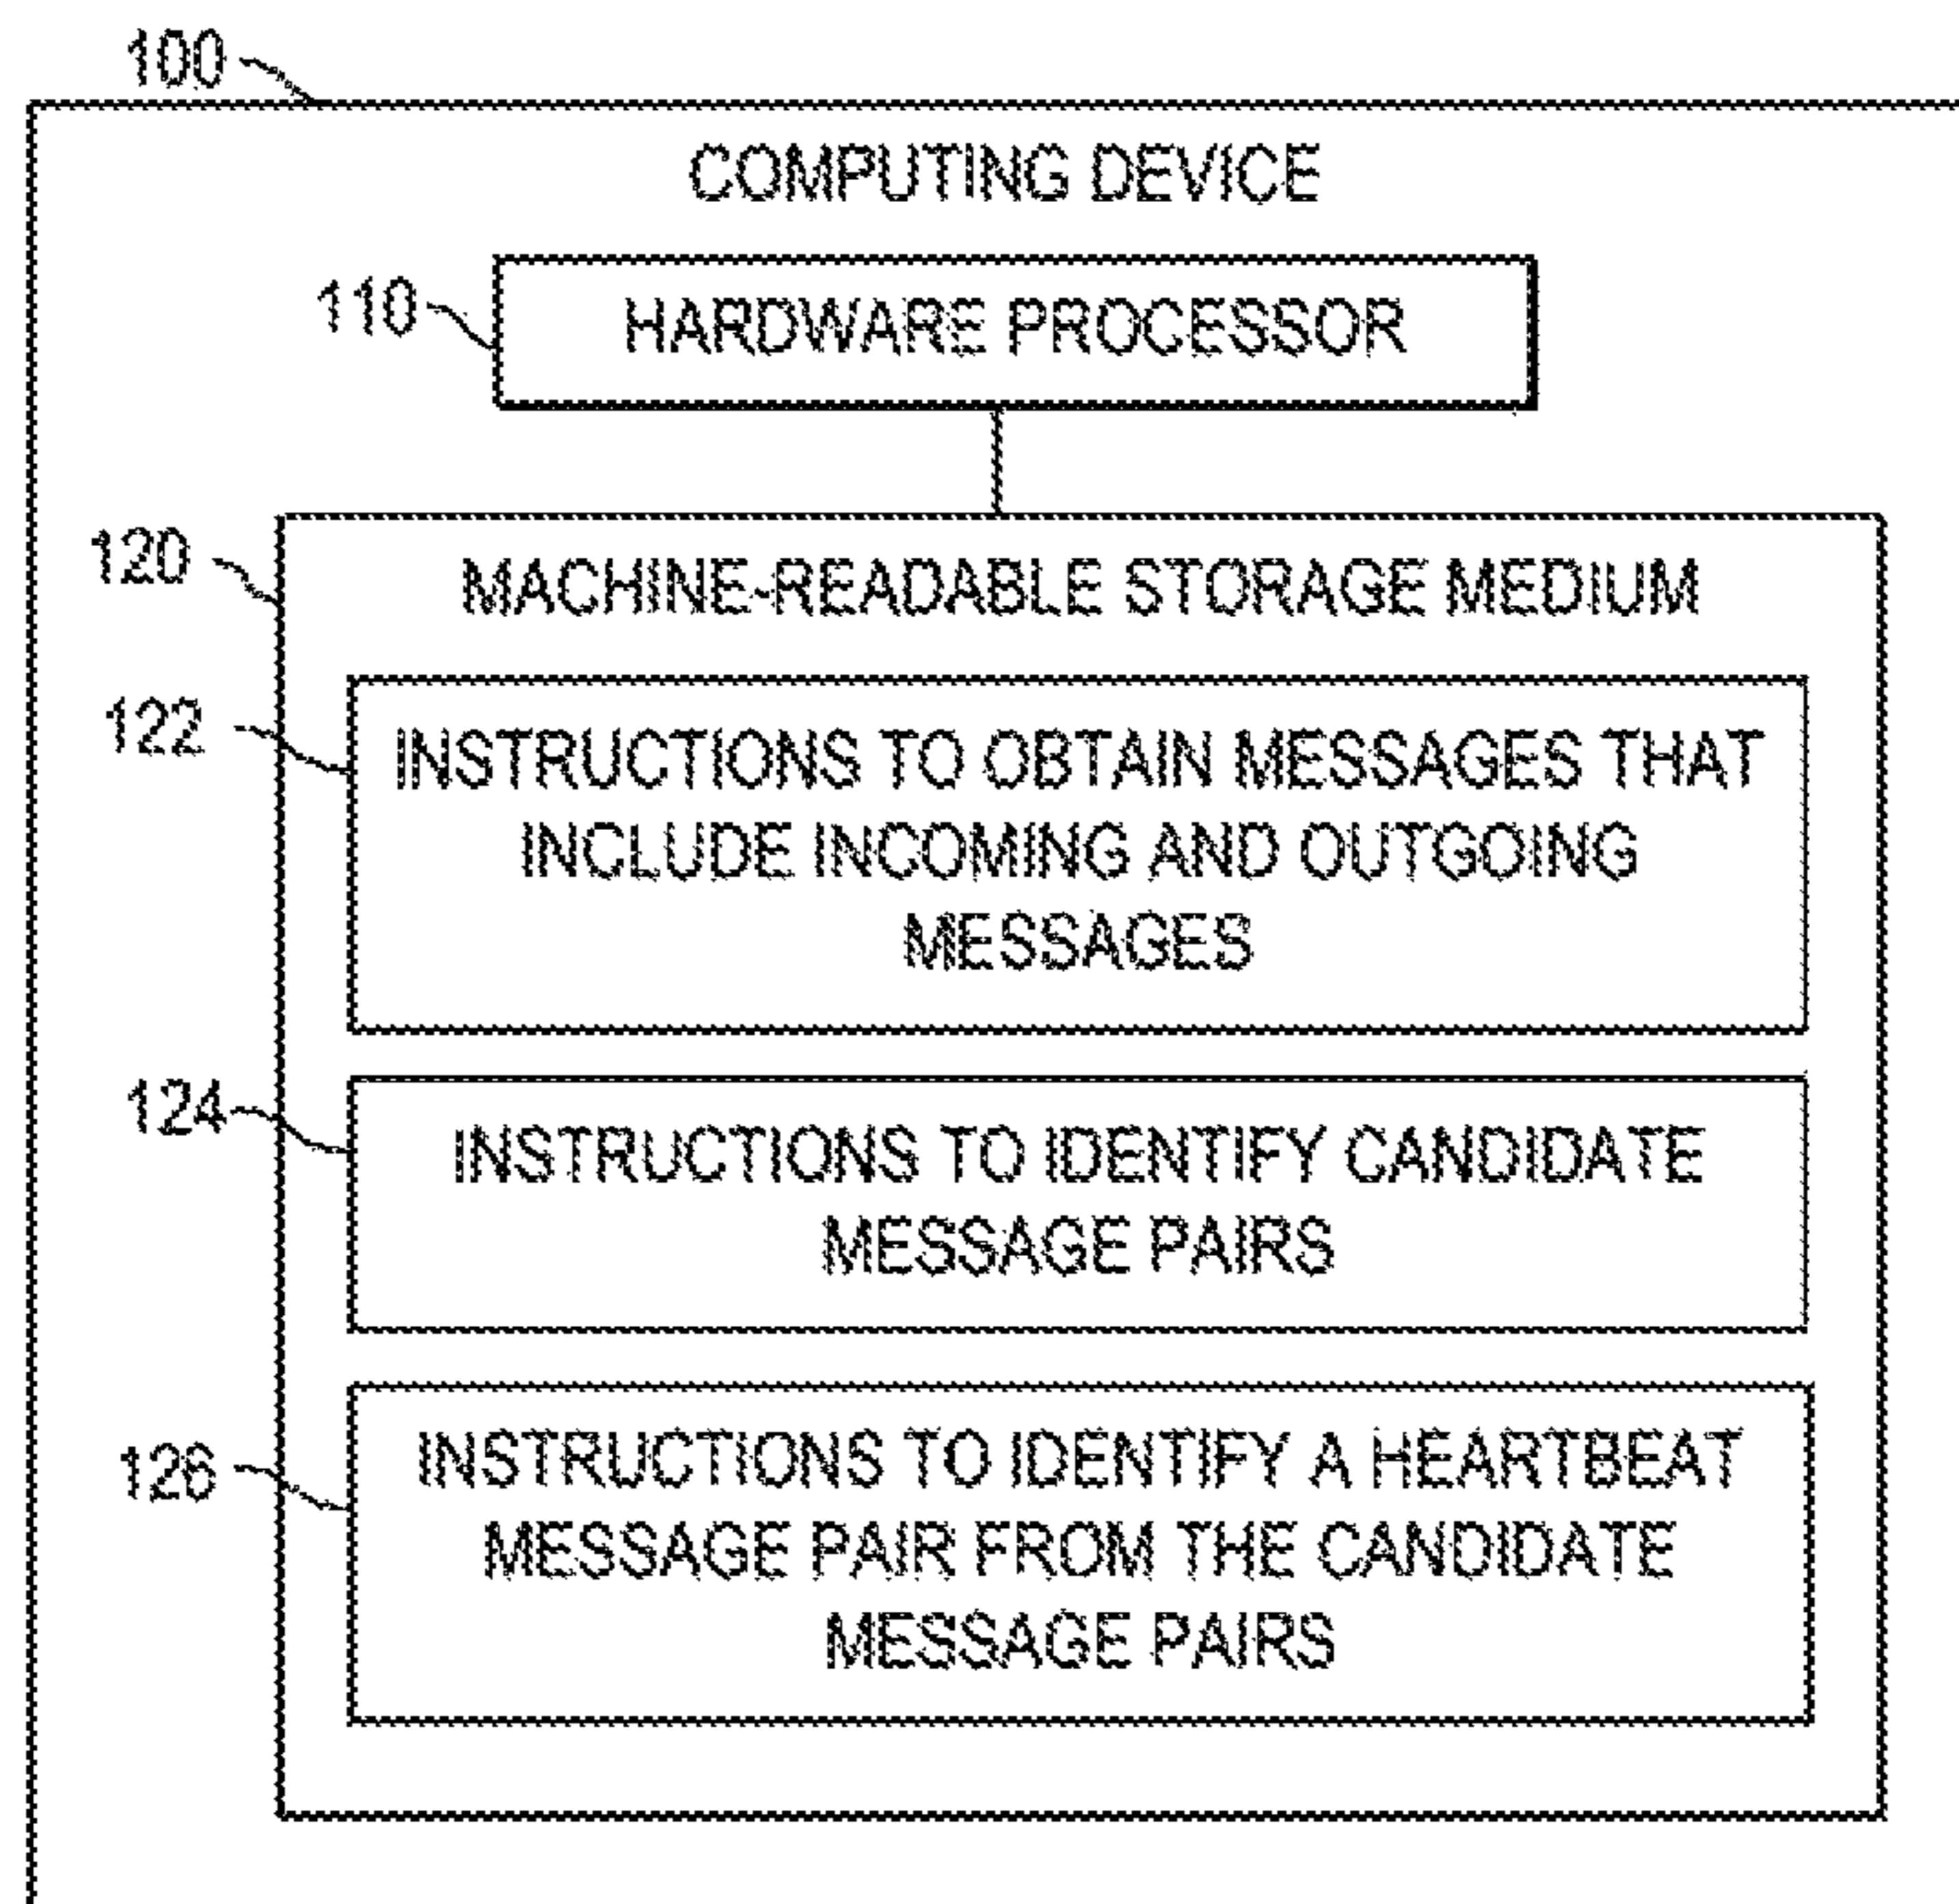 100
COMPUTING DEVICE
110
HARDWARE PROCESSOR
120
MACHINE-READABLE STORAGE MEDIUM
122
INSTRUCTIONS TO OBTAIN MESSAGES THAT
INCLUDE INCOMING AND OUTGOING
MESSAGES
124
INSTRUCTIONS TO IDENTIFY CANDIDATE
MESSAGE PAIRS
126
INSTRUCTIONS TO IDENTIFY A HEARTBEAT
MESSAGE PAIR FROM THE CANDIDATE
MESSAGE PAIRS